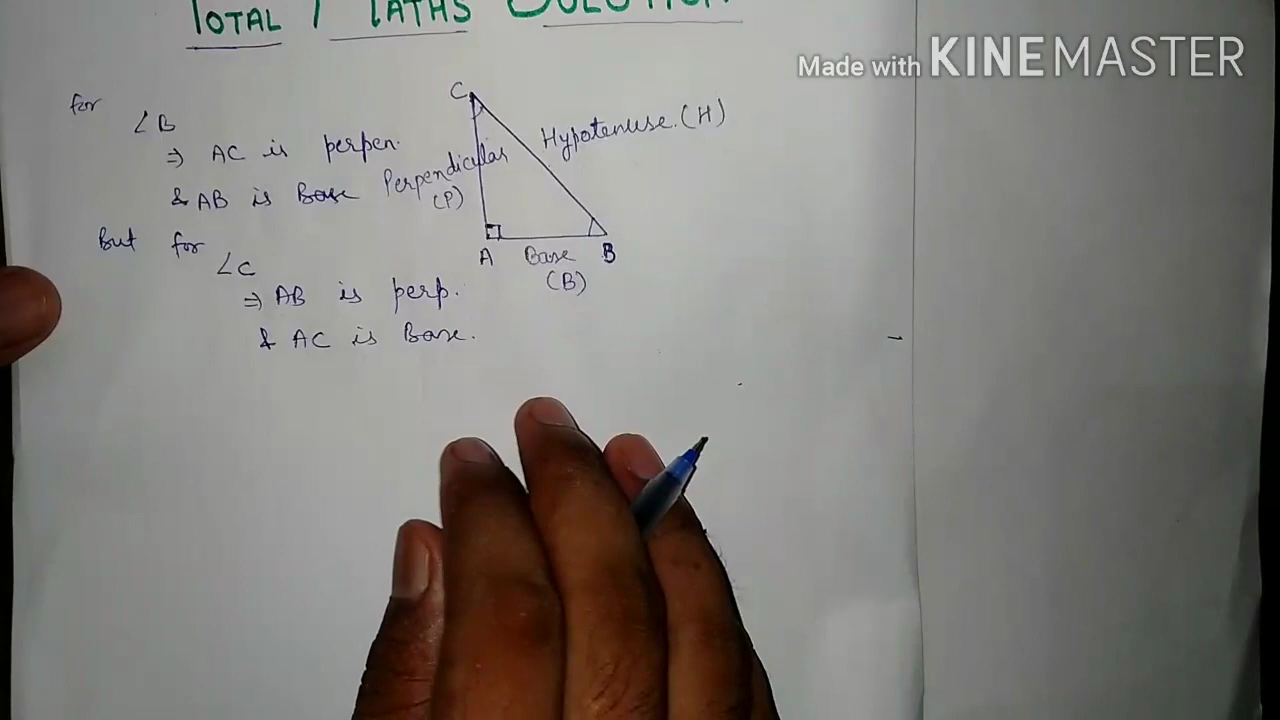 TOTAL MATHS SOLUTION
Made with KINEMASTER
for
∠B
⇒ AC is perpen.
& AB is Base
But for
∠C
⇒ AB is perp.
& AC is Base.
C
Hypotenuse.(H)
Perpendicular
(P)
A Base B
(B)